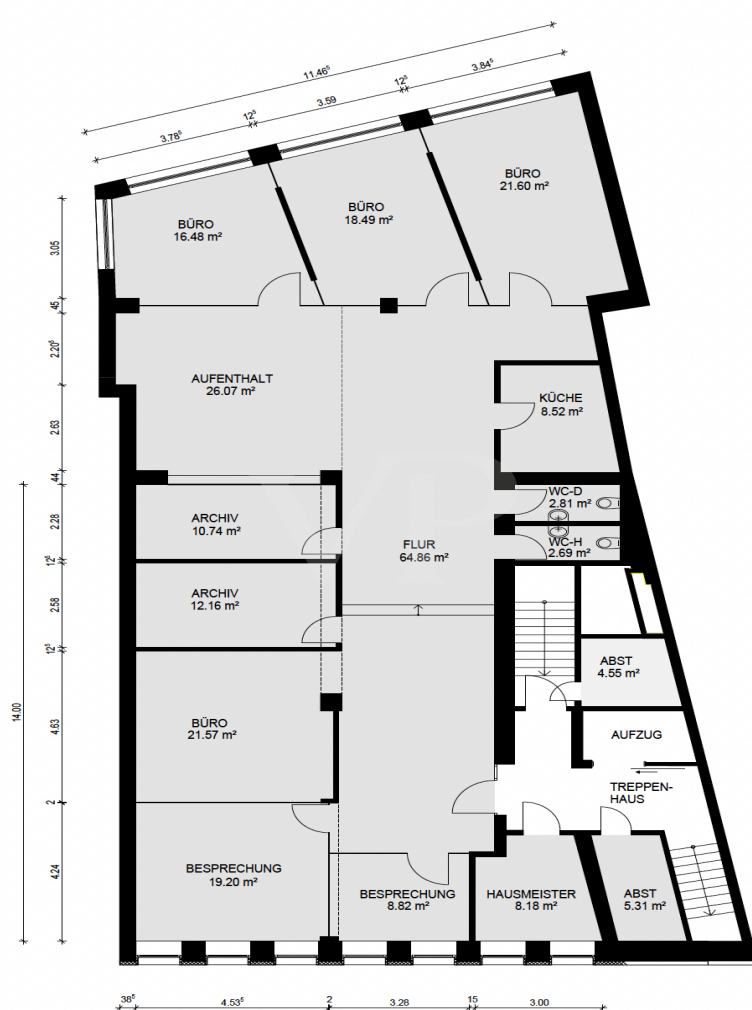 11.46⁵
3.78⁵
12⁵
3.59
12⁵
3.84⁵
BÜRO
16.48 m²
BÜRO
18.49 m²
BÜRO
21.60 m²
3.05
45
2.20⁵
2.63
44
2.28
12⁵
2.58
12⁵
4.63
2
4.24
14.00
AUFENTHALT
26.07 m²
KÜCHE
8.52 m²
WC-D
2.81 m²
WC-H
2.69 m²
ARCHIV
10.74 m²
FLUR
64.86 m²
ARCHIV
12.16 m²
ABST
4.55 m²
BÜRO
21.57 m²
AUFZUG
TREPPEN-
HAUS
BESPRECHUNG
19.20 m²
BESPRECHUNG
8.82 m²
HAUSMEISTER
8.18 m²
ABST
5.31 m²
38⁵
4.53⁵
2
3.28
15
3.00
VP